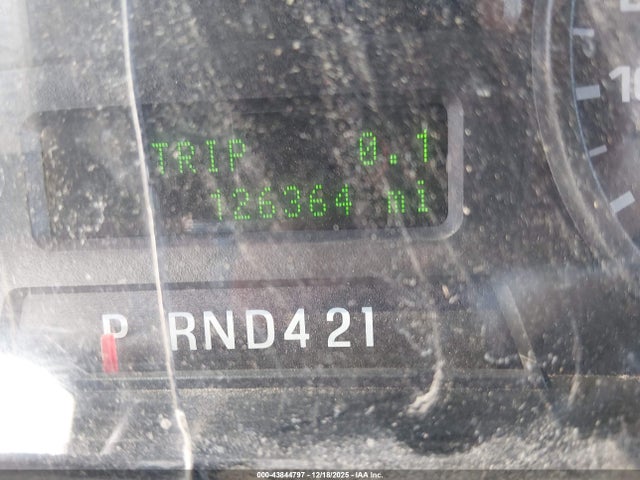 TRIP 0.1
126364 mi
P RND421
000-43844797 - 12/18/2025 - IAA Inc.